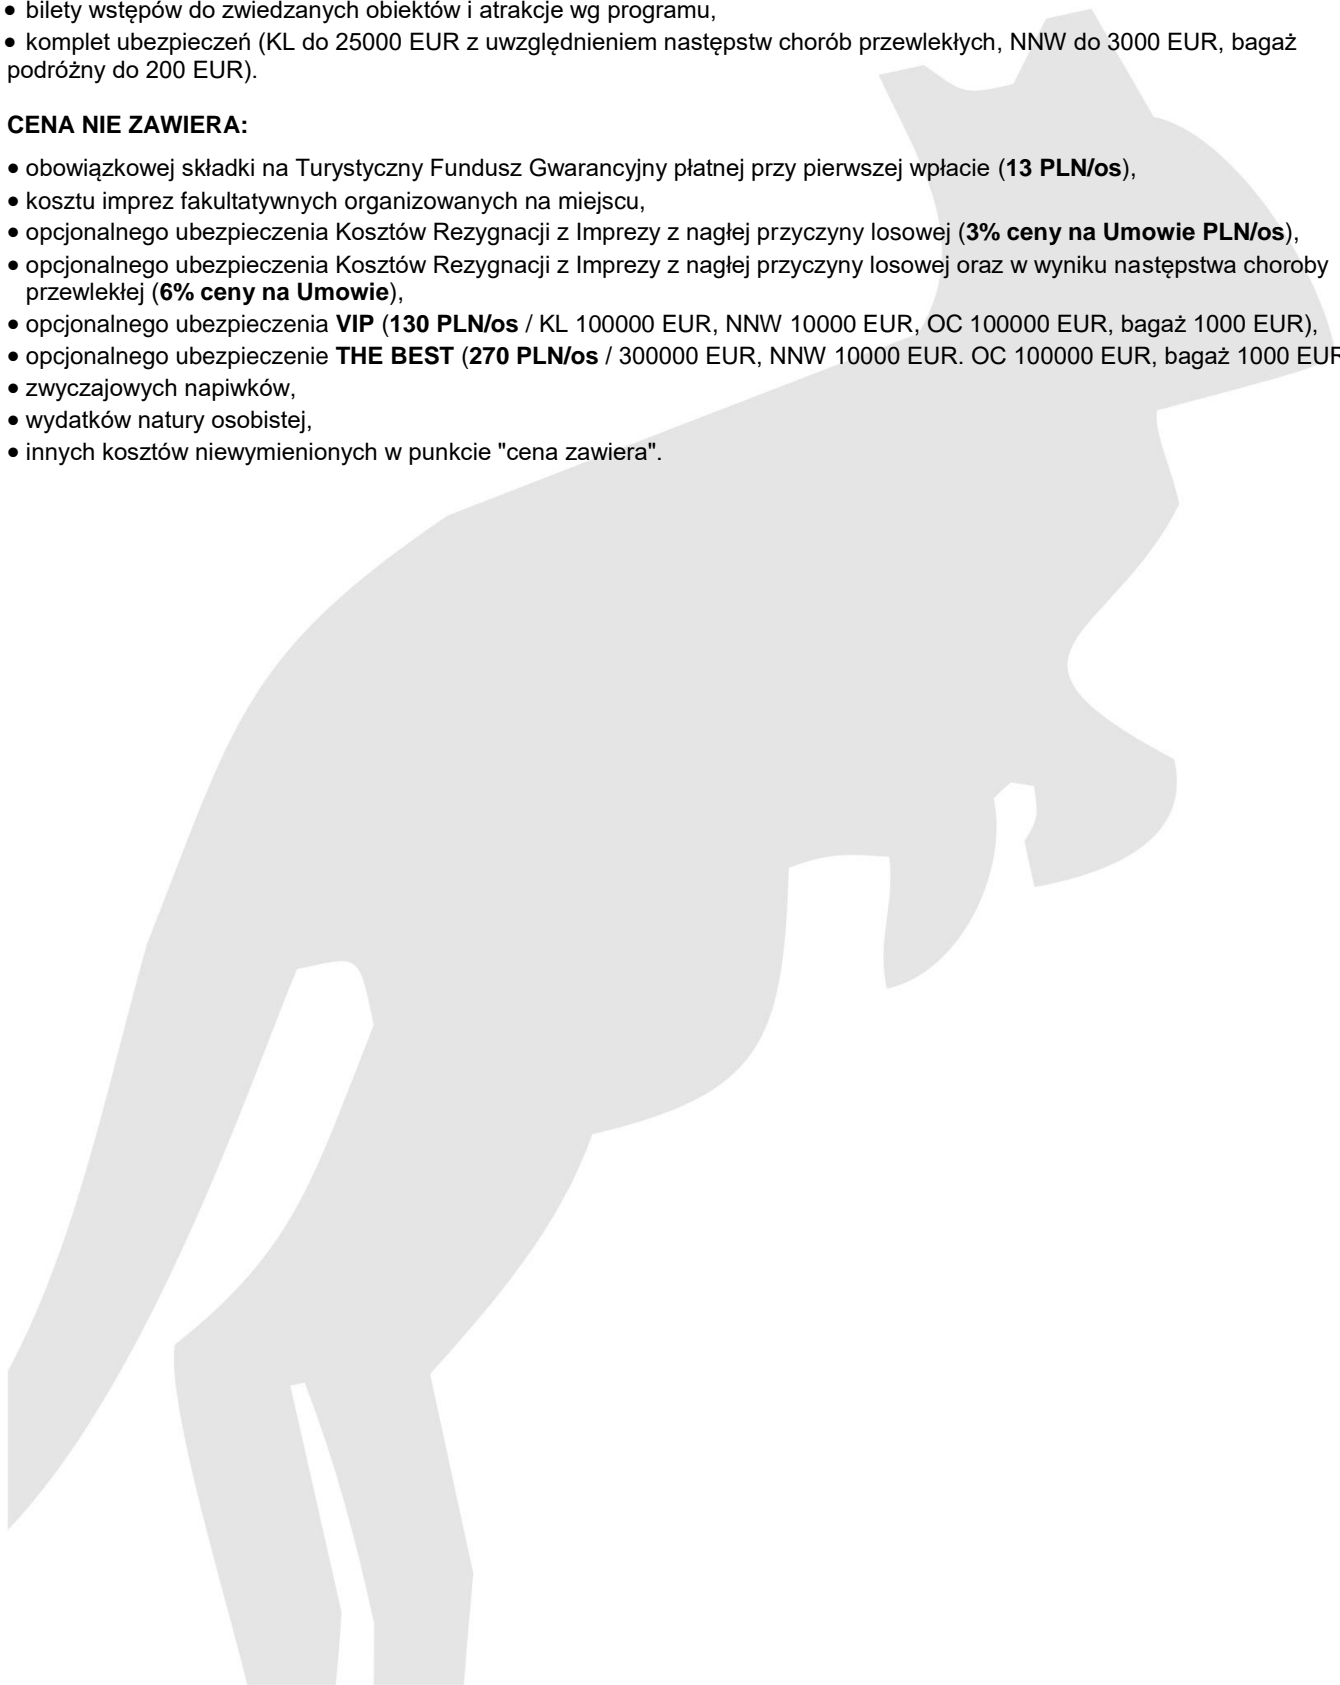 • bilety wstępów do zwiedzanych obiektów i atrakcje wg programu,
• komplet ubezpieczeń (KL do 25000 EUR z uwzględnieniem następstw chorób przewlekłych, NNW do 3000 EUR, bagaż
podróżny do 200 EUR).
CENA NIE ZAWIERA:
• obowiązkowej składki na Turystyczny Fundusz Gwarancyjny płatnej przy pierwszej wpłacie (13 PLN/os),
• kosztu imprez fakultatywnych organizowanych na miejscu,
• opcjonalnego ubezpieczenia Kosztów Rezygnacji z Imprezy z nagłej przyczyny losowej (3% ceny na Umowie PLN/os),
• opcjonalnego ubezpieczenia Kosztów Rezygnacji z Imprezy z nagłej przyczyny losowej oraz w wyniku następstwa choroby
przewlekłej (6% ceny na Umowie),
• opcjonalnego ubezpieczenia VIP (130 PLN/os / KL 100000 EUR, NNW 10000 EUR, OC 100000 EUR, bagaż 1000 EUR),
• opcjonalnego ubezpieczenie THE BEST (270 PLN/os / 300000 EUR, NNW 10000 EUR. OC 100000 EUR, bagaż 1000 EUR
• zwyczajowych napiwków,
• wydatków natury osobistej,
• innych kosztów niewymienionych w punkcie "cena zawiera".